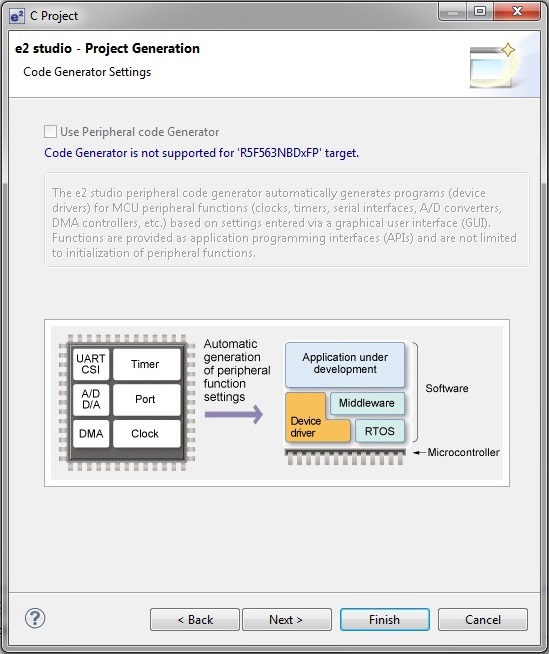 e² C Project
e2 studio - Project Generation
Code Generator Settings
Use Peripheral code Generator
Code Generator is not supported for 'R5F563NBDxFP' target.
The e2 studio peripheral code generator automatically generates programs (device
drivers) for MCU peripheral functions (clocks, timers, serial interfaces, A/D converters,
DMA controllers, etc.) based on settings entered via a graphical user interface (GUI).
Functions are provided as application programming interfaces (APIs) and are not limited
to initialization of peripheral functions.
UART
CSI
Timer
A/D
D/A
Port
DMA
Clock
Automatic
generation
of peripheral
function
settings
Application under
development
Device
driver
Middleware
RTOS
Software
Microcontroller
?
< Back
Next >
Finish
Cancel